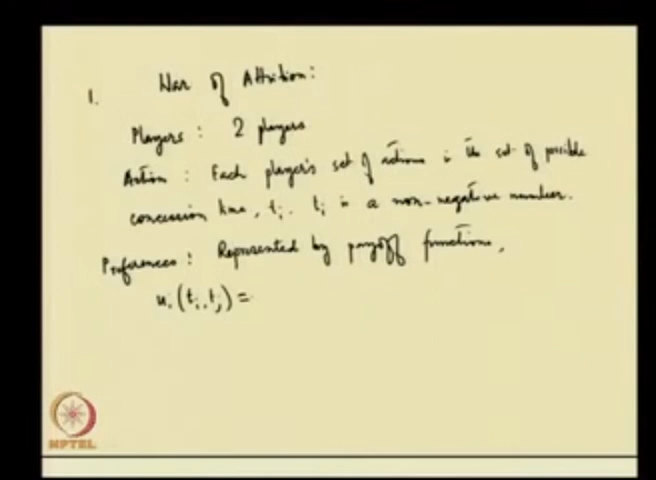 1. War of Attrition:
Players: 2 players
Action: Each player's set of actions is the set of possible
concession time, ti. ti is a non-negative number.
Preferences: Represented by payoff functions,
ui(ti, tj) =
NPTEL